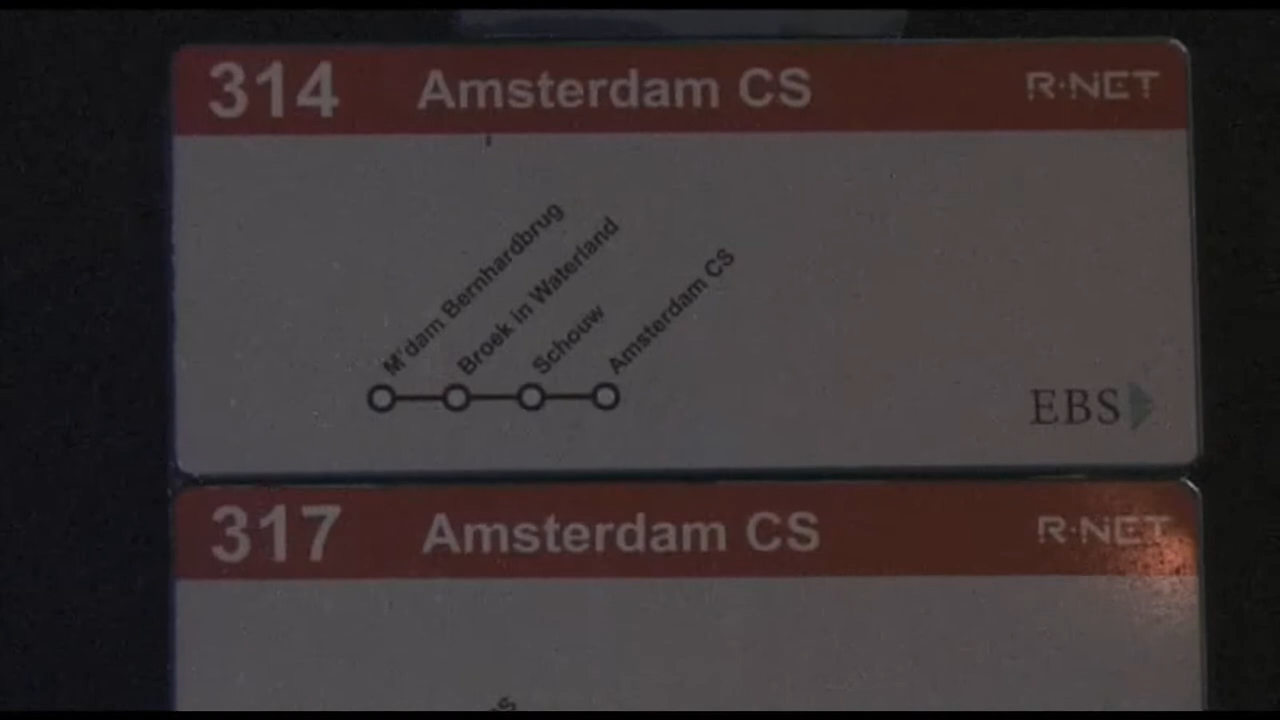 314 Amsterdam CS R·NET
M'dam Bernhardbrug
Broek in Waterland
Schouw
Amsterdam CS
EBS
317 Amsterdam CS R·NET